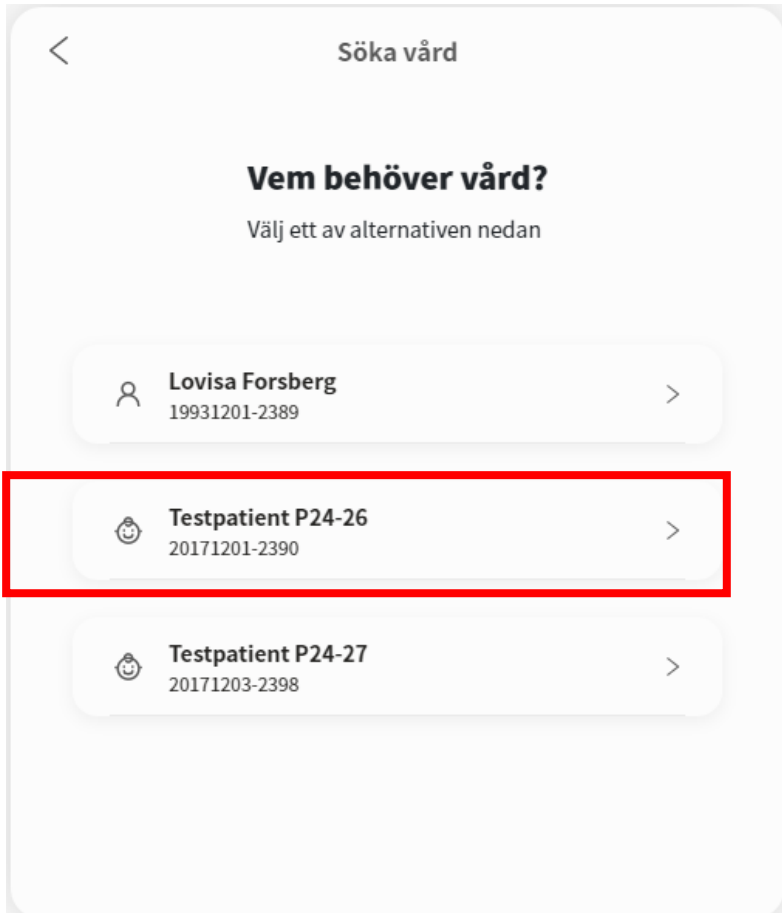 Söka vård
Vem behöver vård?
Välj ett av alternativen nedan
Lovisa Forsberg
19931201-2389
Testpatient P24-26
20171201-2390
Testpatient P24-27
20171203-2398